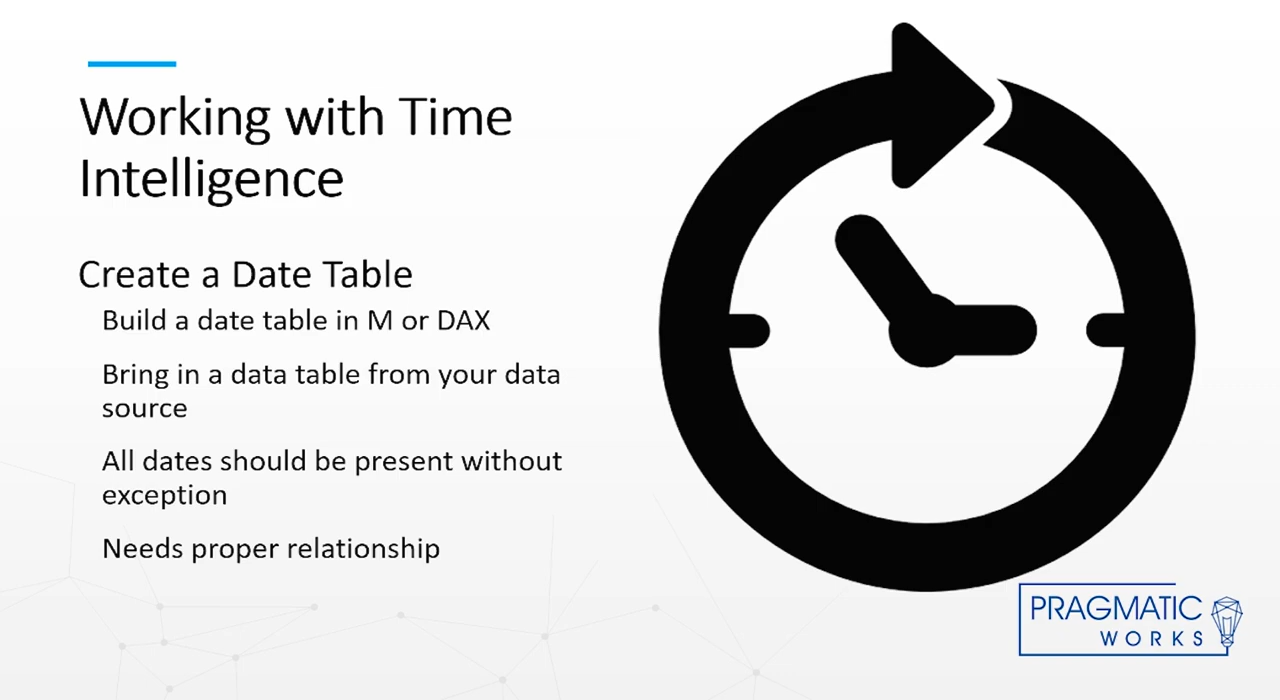 Working with Time
Intelligence
Create a Date Table
Build a date table in M or DAX
Bring in a data table from your data
source
All dates should be present without
exception
Needs proper relationship
PRAGMATIC
WORKS